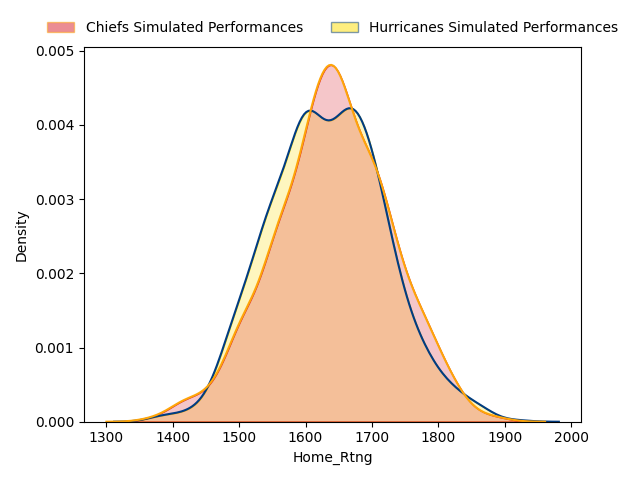 Chiefs Simulated Performances
Hurricanes Simulated Performances
0.005
0.004
0.003
0.002
0.001
0.000
Density
1300 1400 1500 1600 1700 1800 1900 2000
Home_Rtng